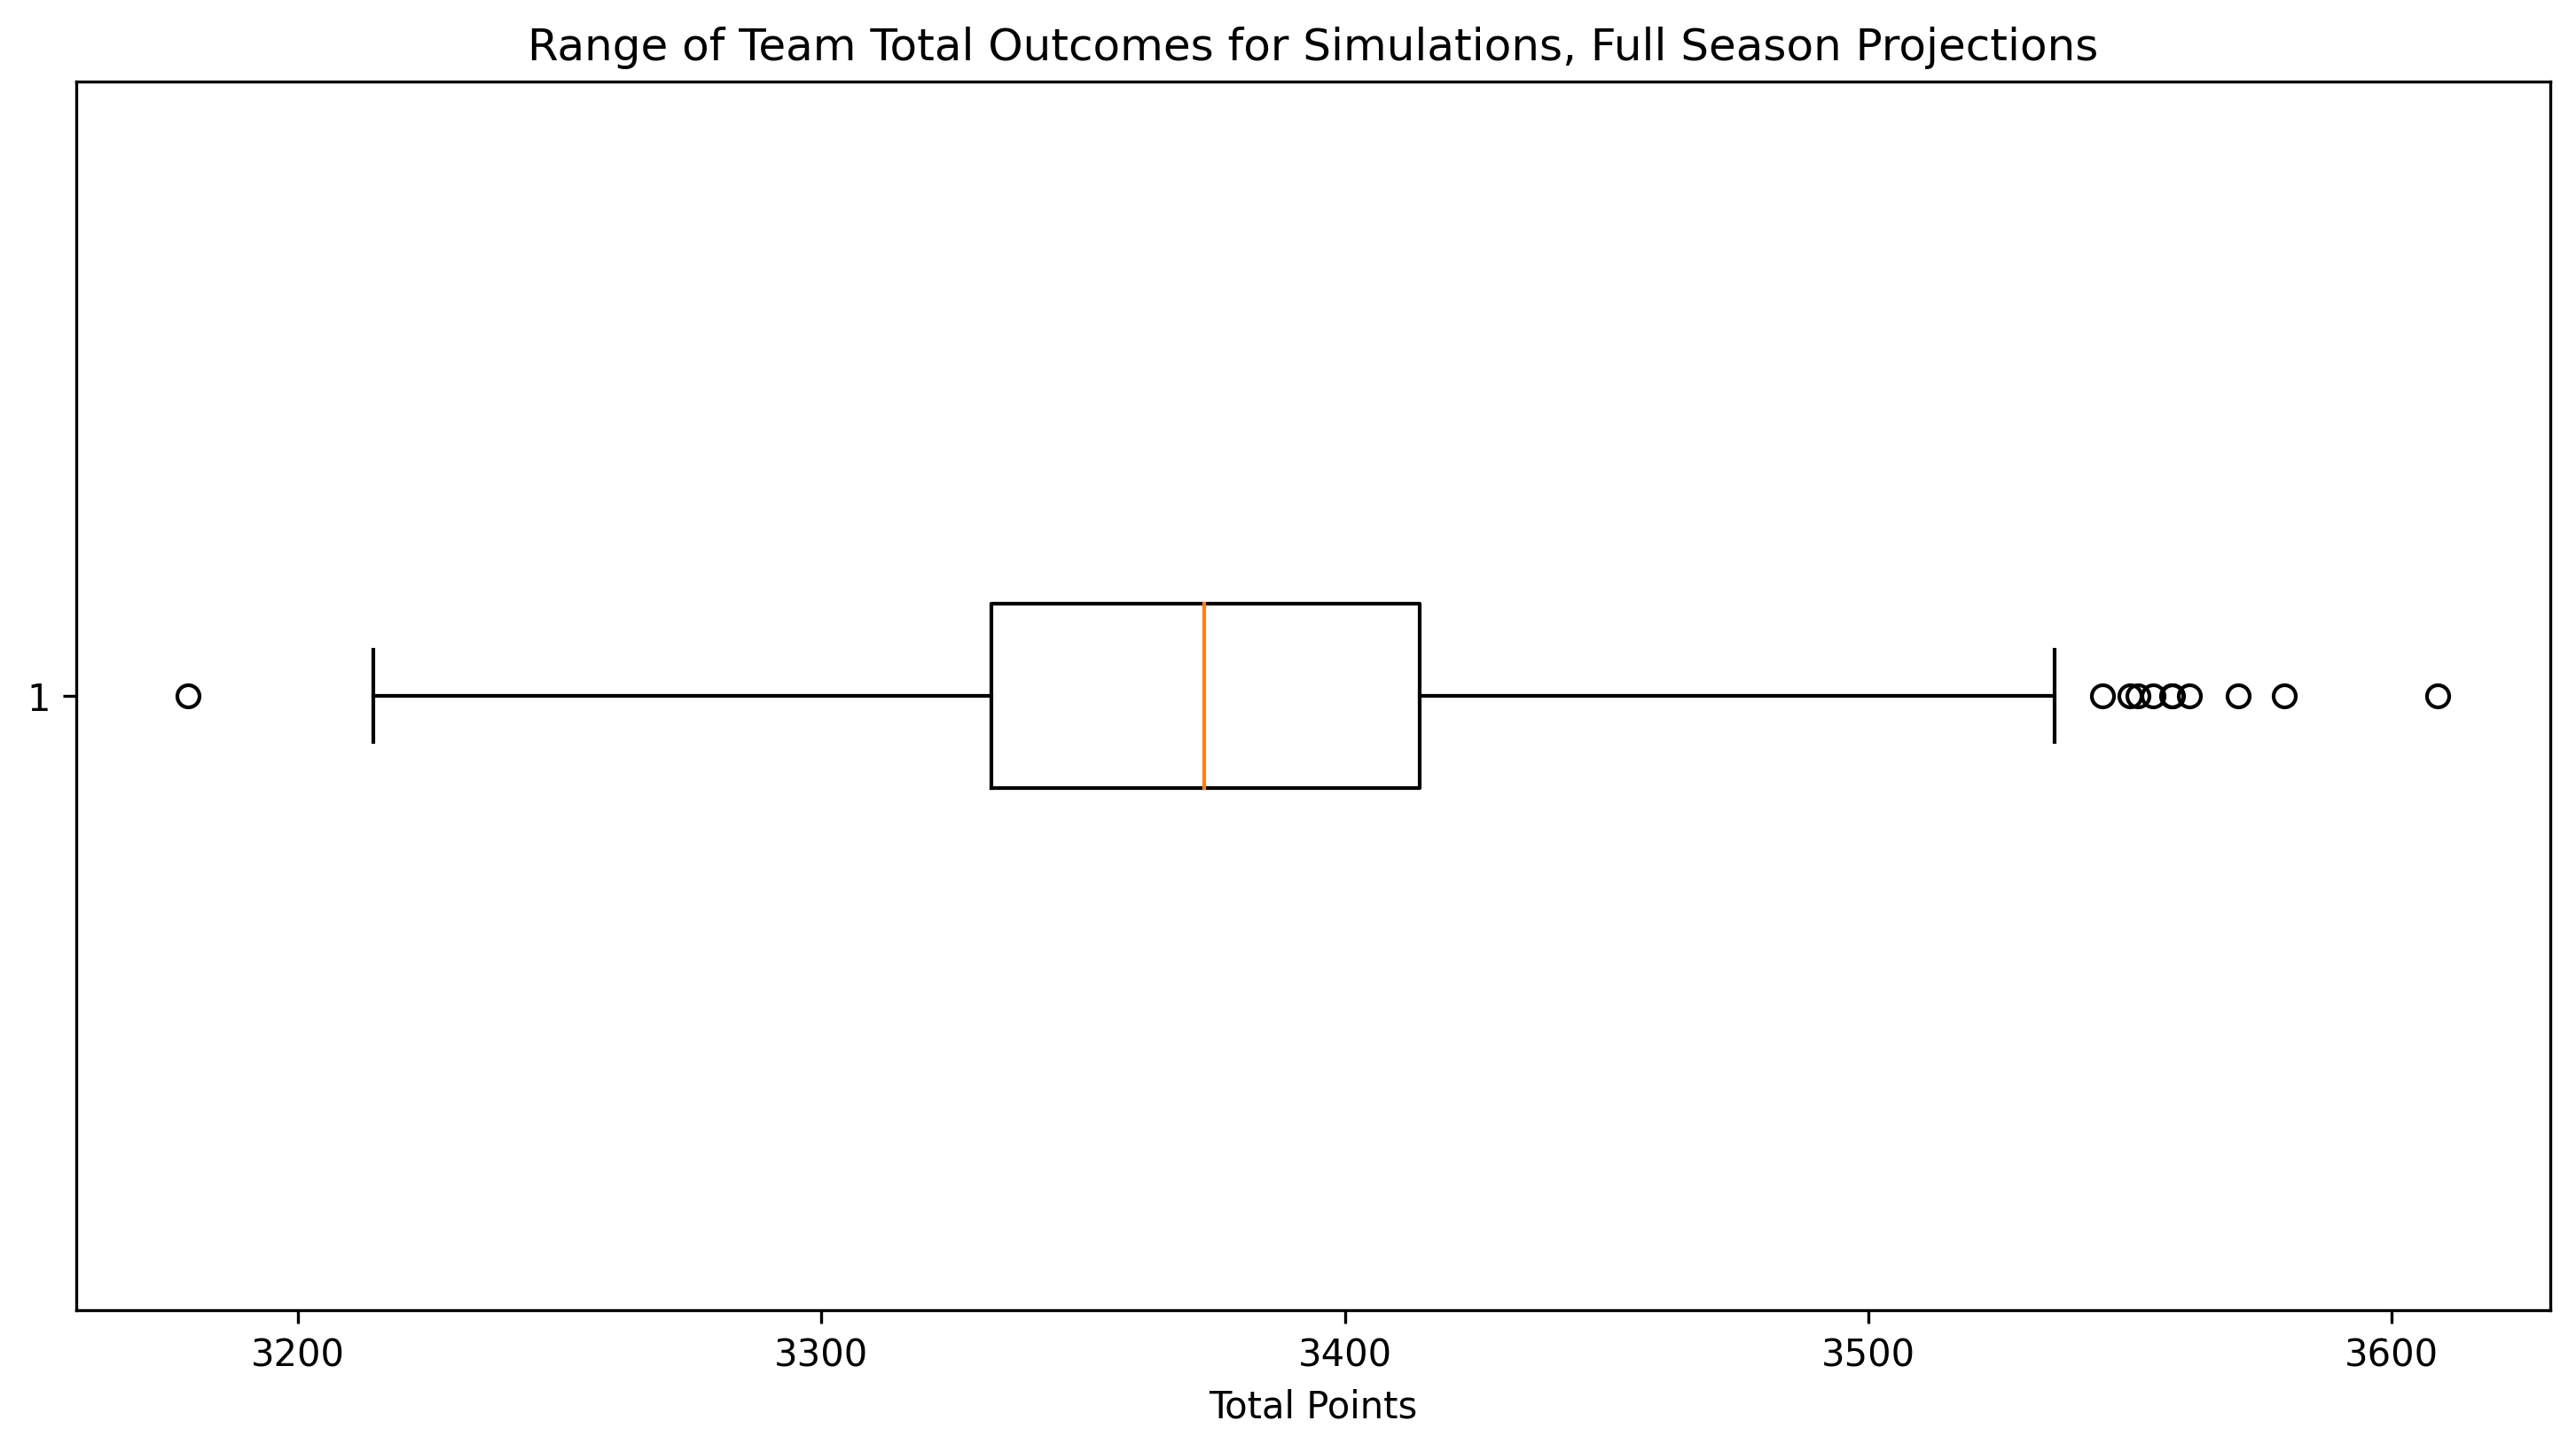 Range of Team Total Outcomes for Simulations, Full Season Projections
1
3200 3300 3400 3500 3600
Total Points